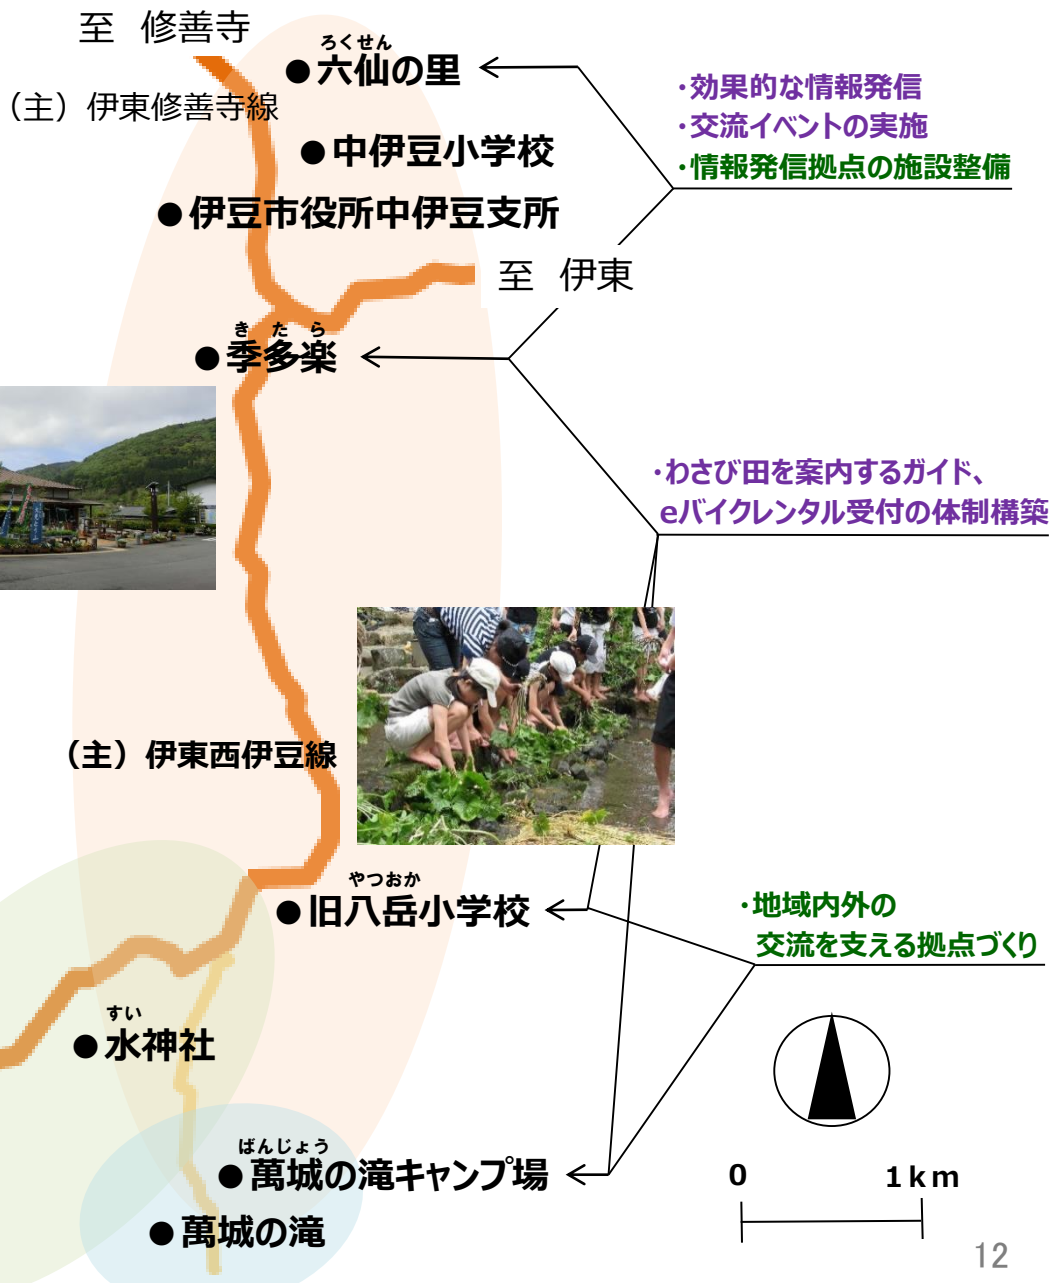 至 修善寺
ろくせん
●六仙の里
(主)伊東修善寺線
・効果的な情報発信
・交流イベントの実施
・情報発信拠点の施設整備
●中伊豆小学校
●伊豆市役所中伊豆支所
至 伊東
きたら
●季多楽
・わさび田を案内するガイド、
eバイクレンタル受付の体制構築
(主)伊東西伊豆線
やつおか
●旧八岳小学校
・地域内外の
交流を支える拠点づくり
すい
●水神社
ばんじょう
●萬城の滝キャンプ場
●萬城の滝
0 1km
12